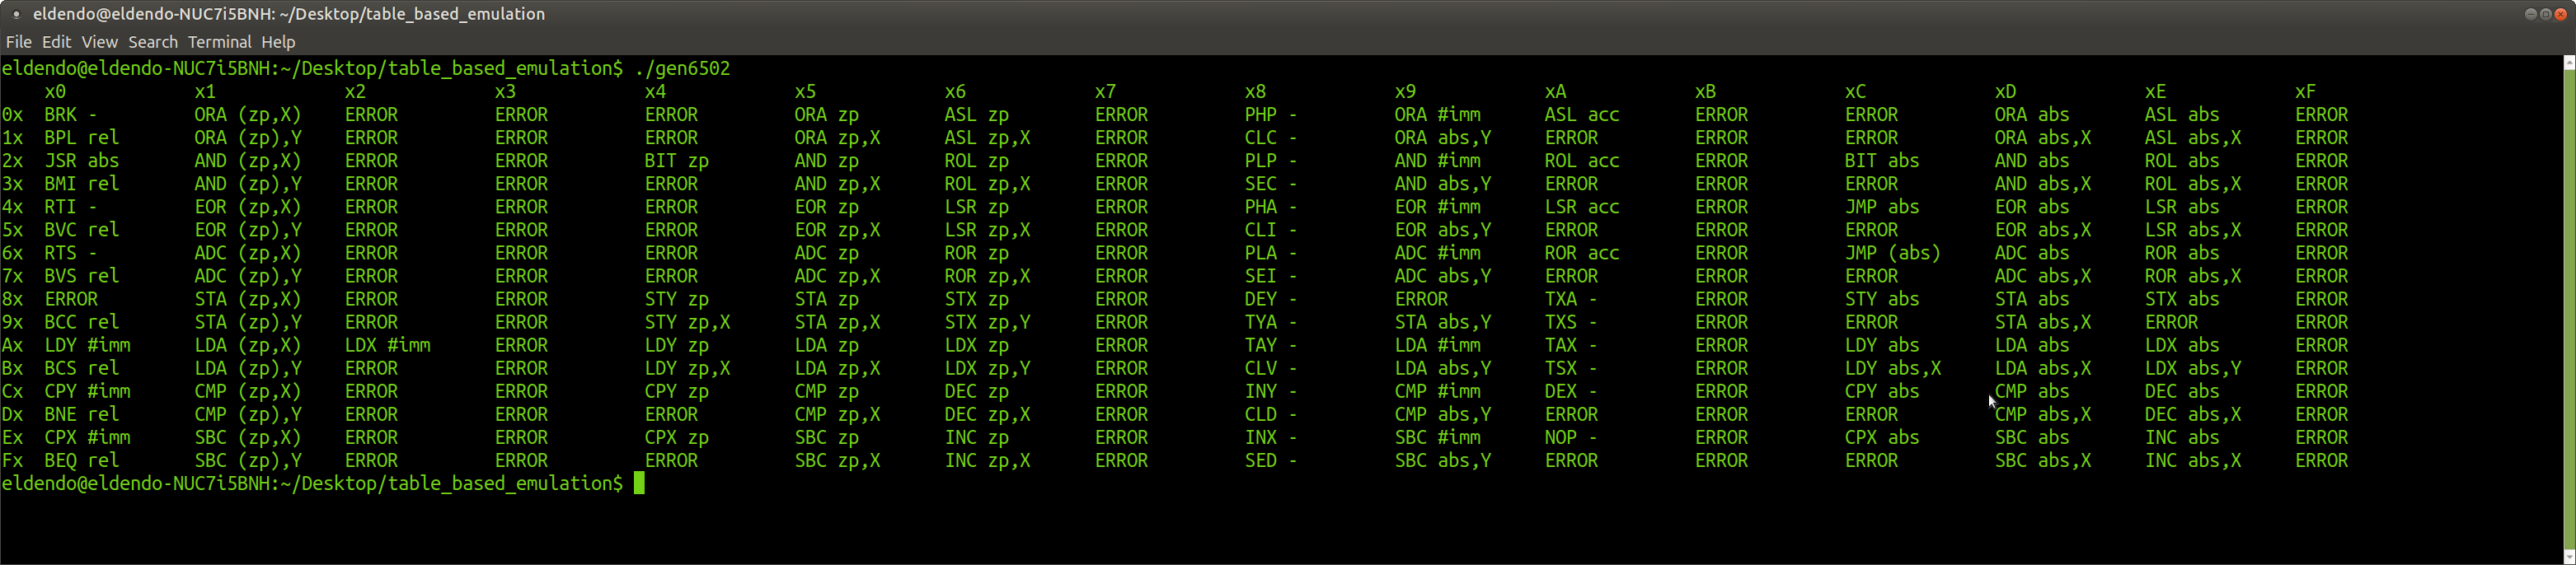 eldendo@eldendo-NUC7i5BNH: ~/Desktop/table_based_emulation
File Edit View Search Terminal Help
eldendo@eldendo-NUC7i5BNH:~/Desktop/table_based_emulation$ ./gen6502
x0 x1 x2 x3 x4 x5 x6 x7 x8 x9 xA xB xC xD xE xF
0x BRK - ORA (zp,X) ERROR ERROR ERROR ORA zp ASL zp ERROR PHP - ORA #imm ASL acc ERROR ERROR ORA abs ASL abs ERROR
1x BPL rel ORA (zp),Y ERROR ERROR ERROR ORA zp,X ASL zp,X ERROR CLC - ORA abs,Y ERROR ERROR ERROR ORA abs,X ASL abs,X ERROR
2x JSR abs AND (zp,X) ERROR ERROR BIT zp AND zp ROL zp ERROR PLP - AND #imm ROL acc ERROR BIT abs AND abs ROL abs ERROR
3x BMI rel AND (zp),Y ERROR ERROR ERROR AND zp,X ROL zp,X ERROR SEC - AND abs,Y ERROR ERROR ERROR AND abs,X ROL abs,X ERROR
4x RTI - EOR (zp,X) ERROR ERROR ERROR EOR zp LSR zp ERROR PHA - EOR #imm LSR acc ERROR JMP abs EOR abs LSR abs ERROR
5x BVC rel EOR (zp),Y ERROR ERROR ERROR EOR zp,X LSR zp,X ERROR CLI - EOR abs,Y ERROR ERROR ERROR EOR abs,X LSR abs,X ERROR
6x RTS - ADC (zp,X) ERROR ERROR ERROR ADC zp ROR zp ERROR PLA - ADC #imm ROR acc ERROR JMP (abs) ADC abs ROR abs ERROR
7x BVS rel ADC (zp),Y ERROR ERROR ERROR ADC zp,X ROR zp,X ERROR SEI - ADC abs,Y ERROR ERROR ERROR ADC abs,X ROR abs,X ERROR
8x ERROR STA (zp,X) ERROR ERROR STY zp STA zp STX zp ERROR DEY - ERROR TXA - ERROR STY abs STA abs STX abs ERROR
9x BCC rel STA (zp),Y ERROR ERROR STY zp,X STA zp,X STX zp,Y ERROR TYA - STA abs,Y TXS - ERROR ERROR STA abs,X ERROR ERROR
Ax LDY #imm LDA (zp,X) LDX #imm ERROR LDY zp LDA zp LDX zp ERROR TAY - LDA #imm TAX - ERROR LDY abs LDA abs LDX abs ERROR
Bx BCS rel LDA (zp),Y ERROR ERROR LDY zp,X LDA zp,X LDX zp,Y ERROR CLV - LDA abs,Y TSX - ERROR LDY abs,X LDA abs,X LDX abs,Y ERROR
Cx CPY #imm CMP (zp,X) ERROR ERROR CPY zp CMP zp DEC zp ERROR INY - CMP #imm DEX - ERROR CPY abs CMP abs DEC abs ERROR
Dx BNE rel CMP (zp),Y ERROR ERROR ERROR CMP zp,X DEC zp,X ERROR CLD - CMP abs,Y ERROR ERROR ERROR CMP abs,X DEC abs,X ERROR
Ex CPX #imm SBC (zp,X) ERROR ERROR CPX zp SBC zp INC zp ERROR INX - SBC #imm NOP - ERROR CPX abs SBC abs INC abs ERROR
Fx BEQ rel SBC (zp),Y ERROR ERROR ERROR SBC zp,X INC zp,X ERROR SED - SBC abs,Y ERROR ERROR ERROR SBC abs,X INC abs,X ERROR
eldendo@eldendo-NUC7i5BNH:~/Desktop/table_based_emulation$